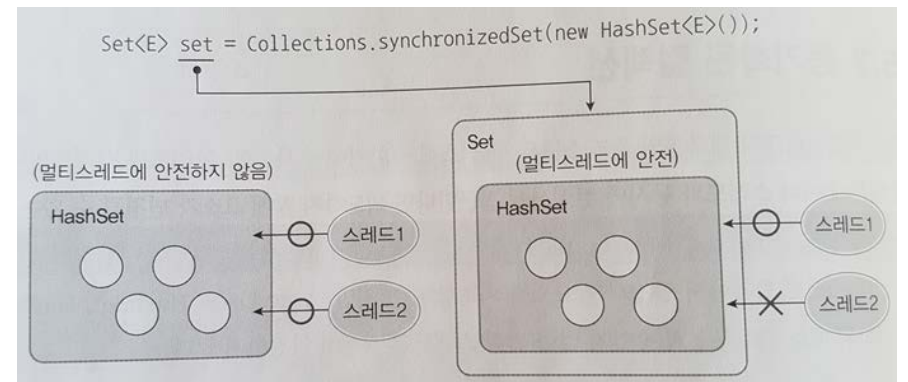 Set<E> set = Collections.synchronizedSet(new HashSet<E>());
Set
(멀티스레드에 안전하지 않음)
(멀티스레드에 안전)
HashSet
스레드1
스레드2
HashSet
스레드1
스레드2